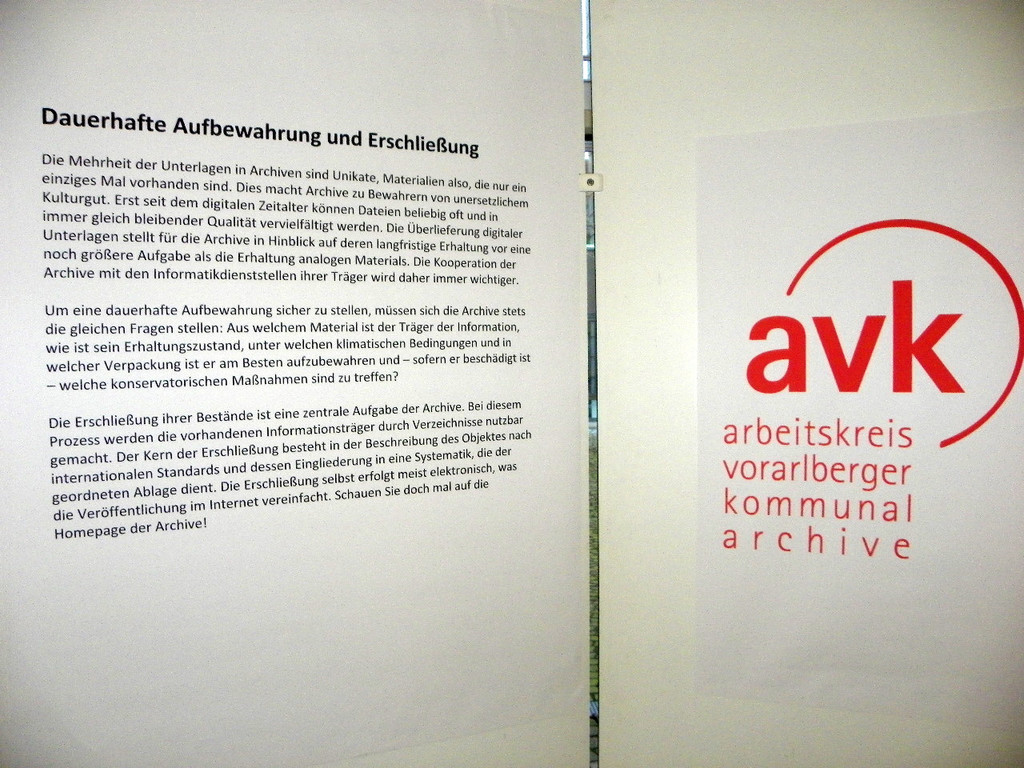 Dauerhafte Aufbewahrung und Erschließung
Die Mehrheit der Unterlagen in Archiven sind Unikate, Materialien also, die nur ein
einziges Mal vorhanden sind. Dies macht Archive zu Bewahrern von unersetzlichem
Kulturgut. Erst seit dem digitalen Zeitalter können Dateien beliebig oft und in
immer gleich bleibender Qualität vervielfältigt werden. Die Überlieferung digitaler
Unterlagen stellt für die Archive in Hinblick auf deren langfristige Erhaltung vor eine
noch größere Aufgabe als die Erhaltung analogen Materials. Die Kooperation der
Archive mit den Informatikdienststellen ihrer Träger wird daher immer wichtiger.
Um eine dauerhafte Aufbewahrung sicher zu stellen, müssen sich die Archive stets
die gleichen Fragen stellen: Aus welchem Material ist der Träger der Information,
wie ist sein Erhaltungszustand, unter welchen klimatischen Bedingungen und in
welcher Verpackung ist er am Besten aufzubewahren und – sofern er beschädigt ist
– welche konservatorischen Maßnahmen sind zu treffen?
Die Erschließung ihrer Bestände ist eine zentrale Aufgabe der Archive. Bei diesem
Prozess werden die vorhandenen Informationsträger durch Verzeichnisse nutzbar
gemacht. Der Kern der Erschließung besteht in der Beschreibung des Objektes nach
internationalen Standards und dessen Eingliederung in eine Systematik, die der
geordneten Ablage dient. Die Erschließung selbst erfolgt meist elektronisch, was
die Veröffentlichung im Internet vereinfacht. Schauen Sie doch mal auf die
Homepage der Archive!
avk
arbeitskreis
vorarlberger
kommunal
archive